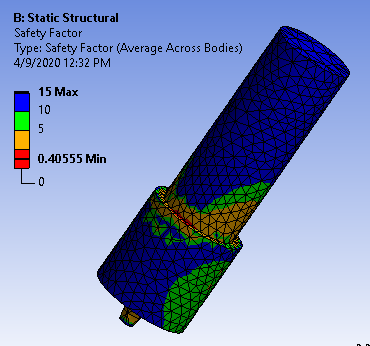 B: Static Structural
Safety Factor
Type: Safety Factor (Average Across Bodies)
4/9/2020 12:32 PM
15 Max
10
5
0.40555 Min
0